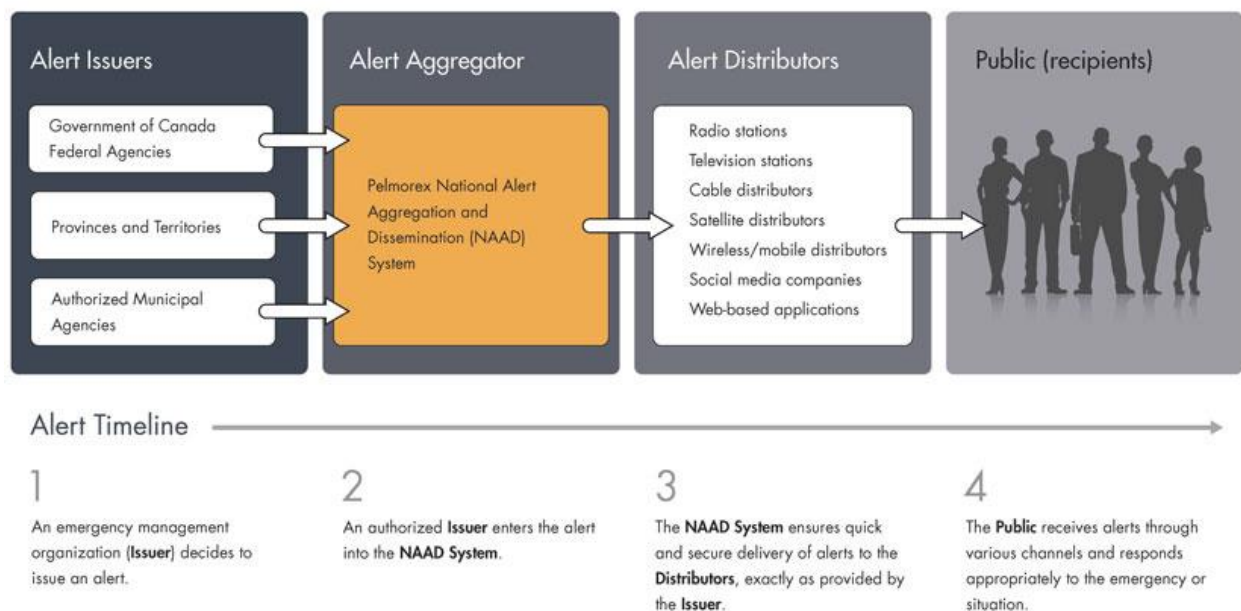 Alert Issuers
Government of Canada
Federal Agencies
Provinces and Territories
Authorized Municipal
Agencies
Alert Aggregator
Pelmorex National Alert
Aggregation and
Dissemination (NAAD)
System
Alert Distributors
Radio stations
Television stations
Cable distributors
Satellite distributors
Wireless/mobile distributors
Social media companies
Web-based applications
Public (recipients)
Alert Timeline
1
An emergency management
organization (Issuer) decides to
issue an alert.
2
An authorized Issuer enters the alert
into the NAAD System.
3
The NAAD System ensures quick
and secure delivery of alerts to the
Distributors, exactly as provided by
the Issuer.
4
The Public receives alerts through
various channels and responds
appropriately to the emergency or
situation.